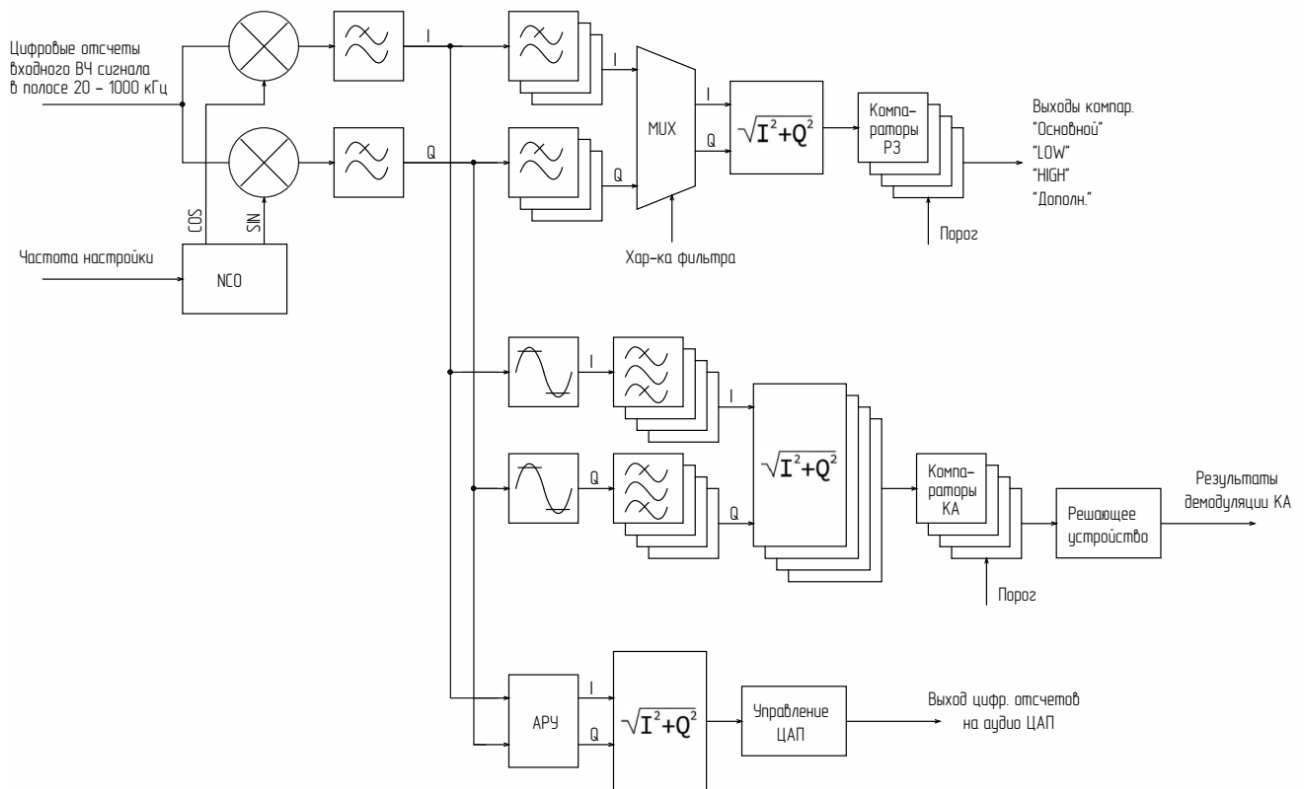 Цифровые отсчеты
входного ВЧ сигнала
в полосе 20 - 1000 кГц
I
I
Q
Q
MUX
I
Q
√I²+Q²
Компа-
раторы
РЗ
Выходы компар.
"Основной"
"LOW"
"HIGH"
"Дополн."
COS
SIN
Частота настройки
NCO
Хар-ка фильтра
Порог
I
I
Q
Q
√I²+Q²
Компа-
раторы
КА
Решающее
устройство
Результаты
демодуляции КА
Порог
АРУ
I
Q
√I²+Q²
Управление
ЦАП
Выход цифр. отсчетов
на аудио ЦАП